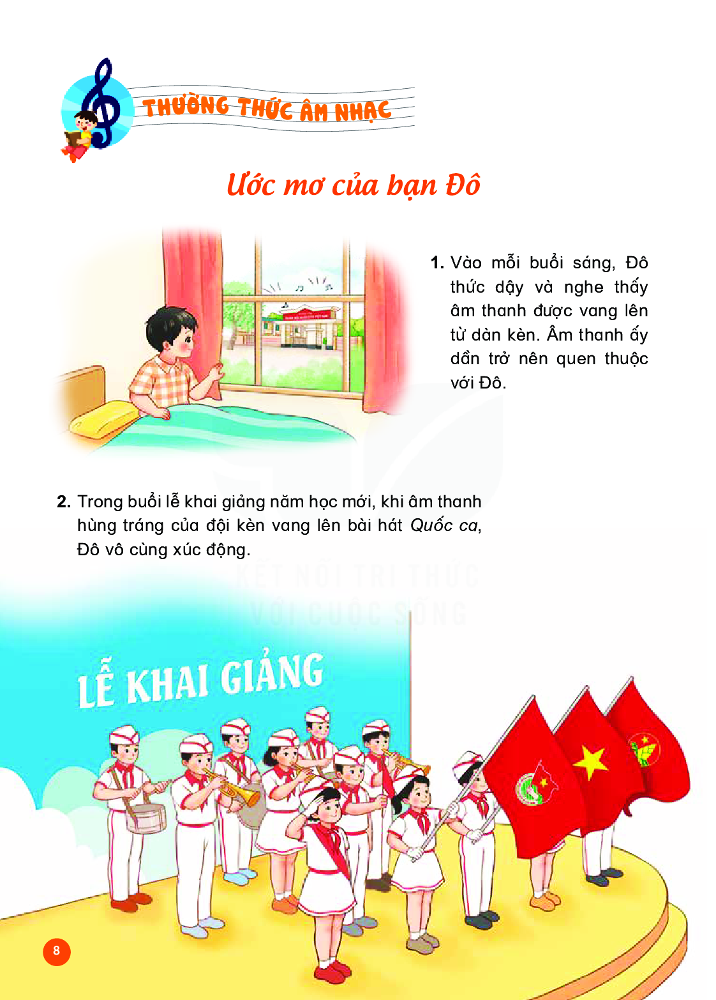 THƯỜNG THỨC ÂM NHẠC
Ước mơ của bạn Đô
1. Vào mỗi buổi sáng, Đô
thức dậy và nghe thấy
âm thanh được vang lên
từ dàn kèn. Âm thanh ấy
dần trở nên quen thuộc
với Đô.
2. Trong buổi lễ khai giảng năm học mới, khi âm thanh
hùng tráng của đội kèn vang lên bài hát Quốc ca,
Đô vô cùng xúc động.
KẾT NỐI TRI THỨC
VỚI CUỘC SỐNG
LỄ KHAI GIẢNG
8